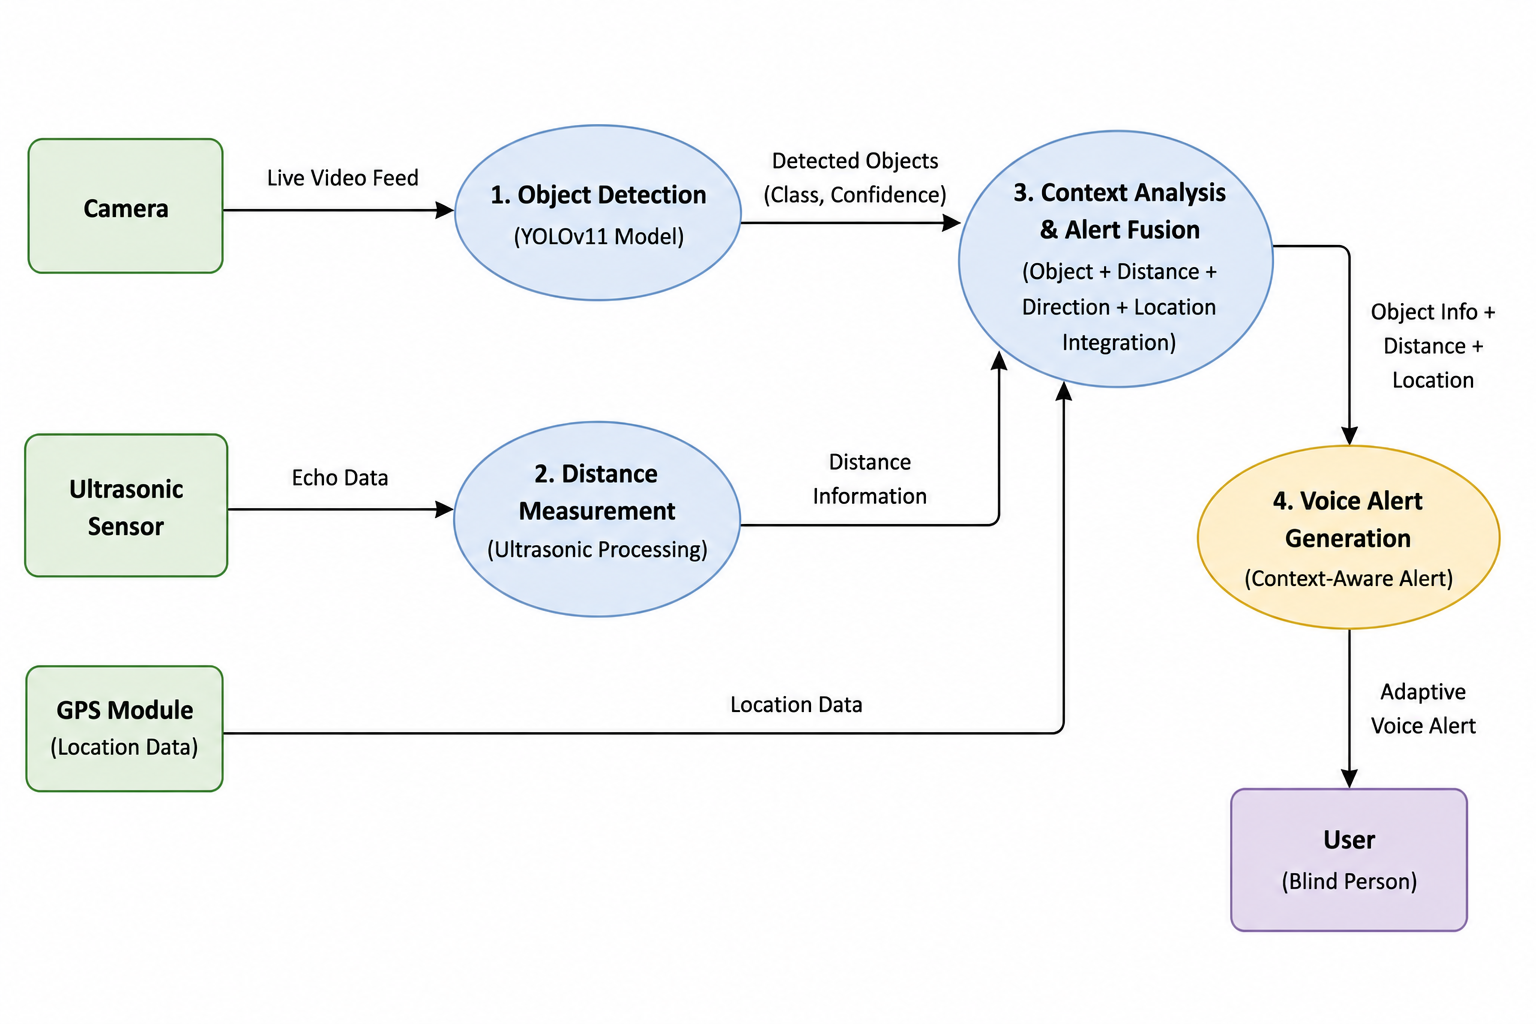 Camera
Live Video Feed
1. Object Detection
(YOLOv11 Model)
Detected Objects
(Class, Confidence)
3. Context Analysis
& Alert Fusion
(Object + Distance +
Direction + Location
Integration)
Object Info +
Distance +
Location
Ultrasonic
Sensor
Echo Data
2. Distance
Measurement
(Ultrasonic Processing)
Distance
Information
4. Voice Alert
Generation
(Context-Aware Alert)
GPS Module
(Location Data)
Location Data
Adaptive
Voice Alert
User
(Blind Person)